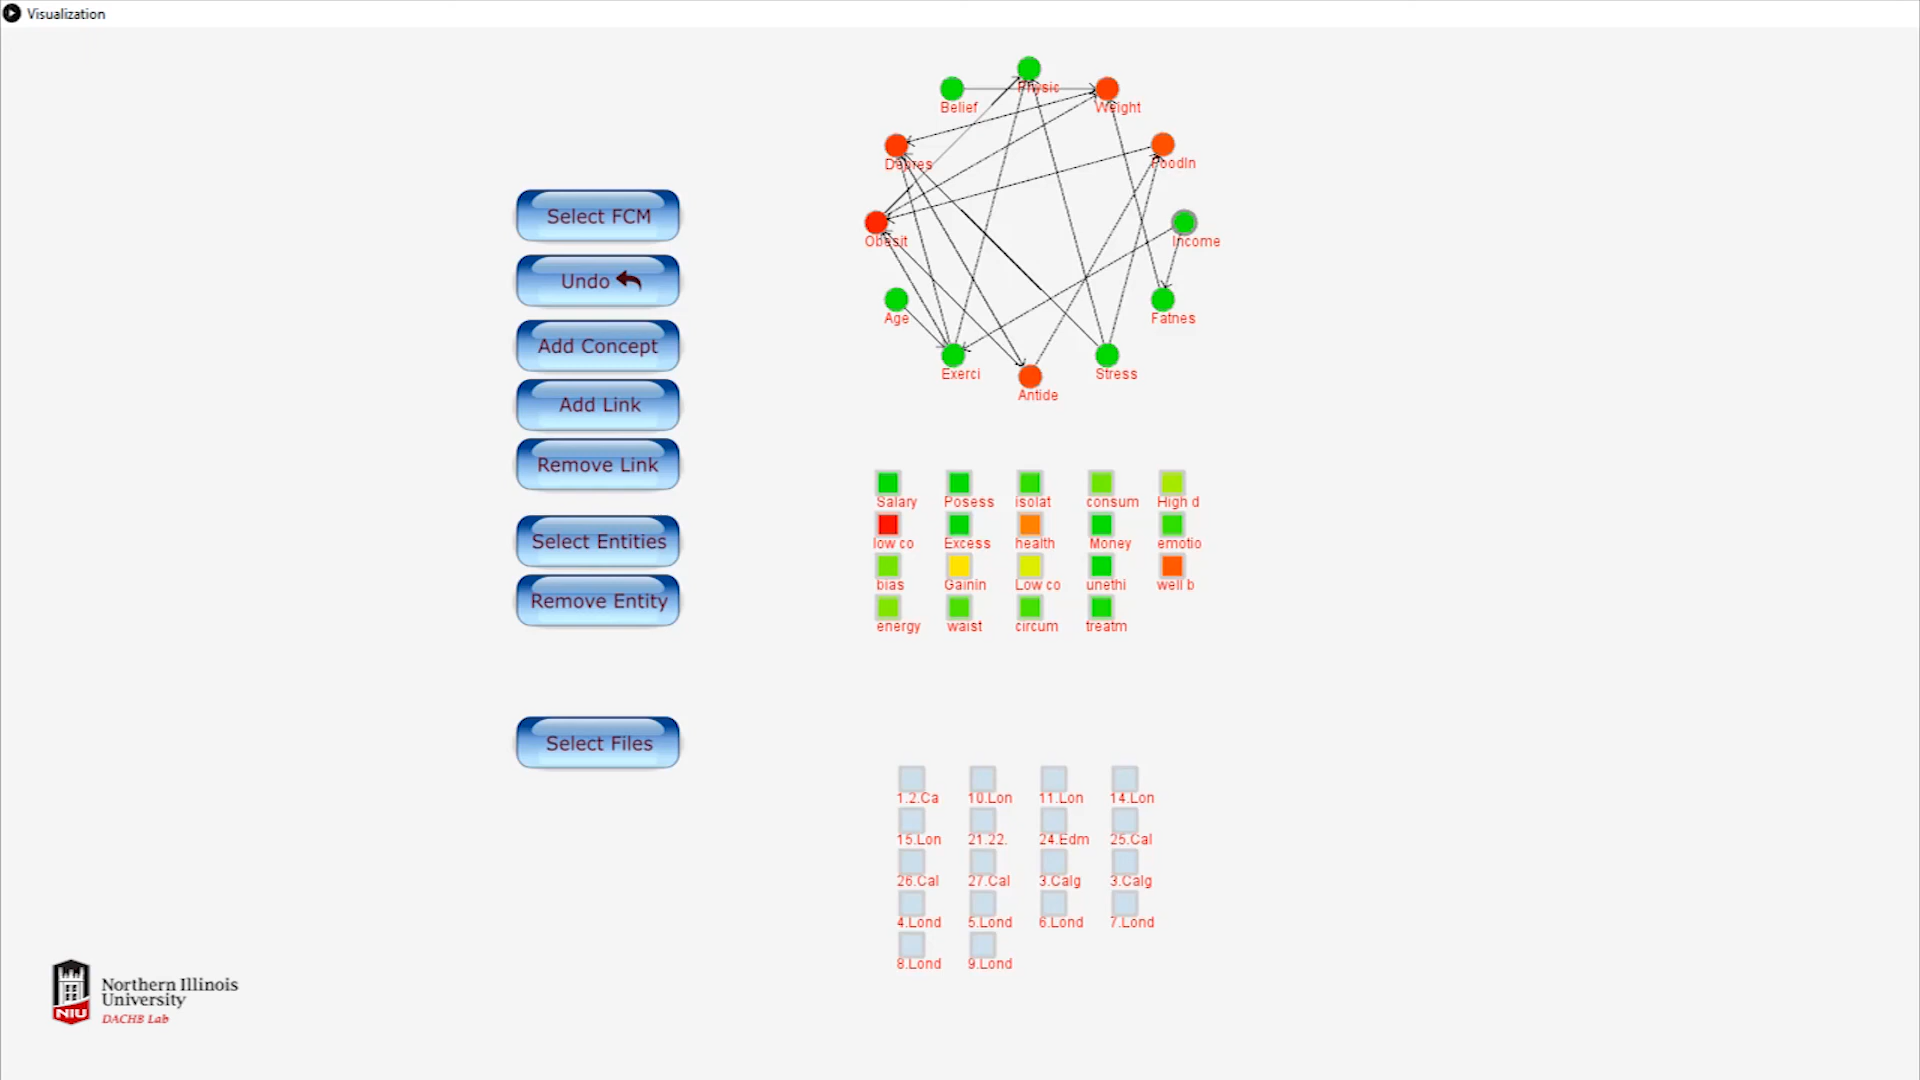 Visualization
Select FCM
Undo
Add Concept
Add Link
Remove Link
Select Entities
Remove Entity
Select Files
Physic
Belief
Weight
Depres
FoodIn
Obesit
Income
Age
Fatnes
Exerci
Stress
Antide
Salary Posess isolat consum High d
low co Excess health Money emotio
bias Gainin Low co unethi well b
energy waist circum treatm
1.2.Ca 10.Lon 11.Lon 14.Lon
15.Lon 21.22. 24.Edm 25.Cal
26.Cal 27.Cal 3.Calg 3.Calg
4.Lond 5.Lond 6.Lond 7.Lond
8.Lond 9.Lond
Northern Illinois
University
NIU
DACHB Lab